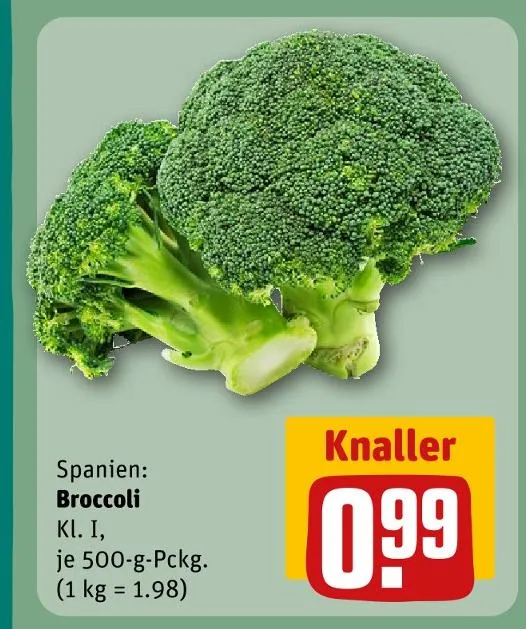 Spanien:
Broccoli
Kl. I,
je 500-g-Pckg.
(1 kg = 1.98)
Knaller
0.99